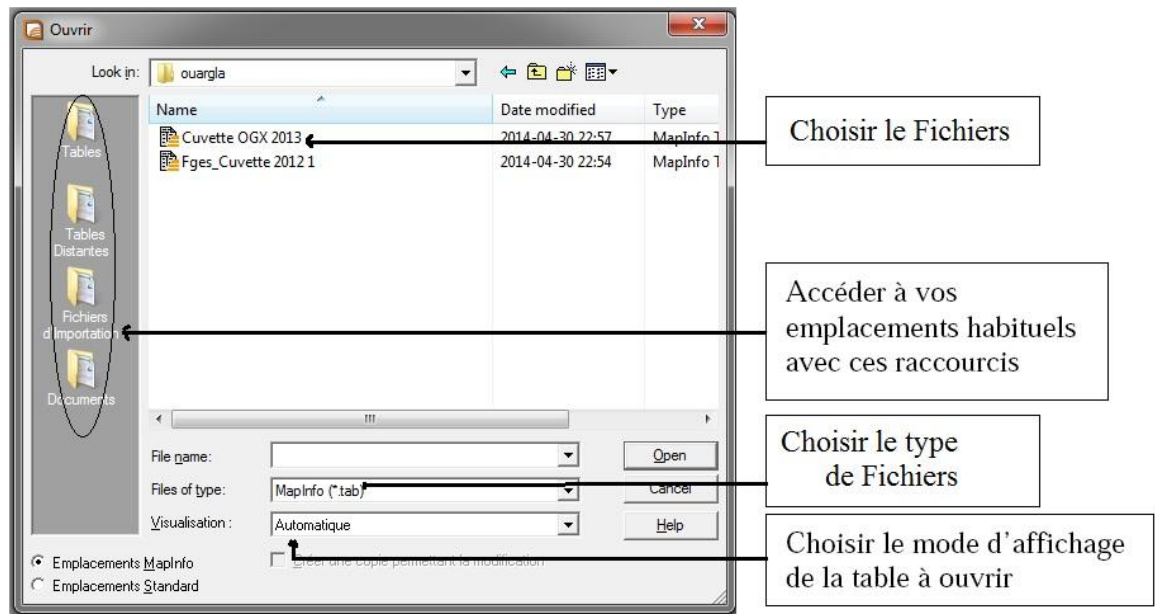 Ouvrir
Look in: ouargla
Name Date modified Type
Cuvette OGX 2013 2014-04-30 22:57 MapInfo T
Fges_Cuvette 2012 1 2014-04-30 22:54 MapInfo T
Tables
Tables
Distantes
Fichiers
d'Importation
Documents
File name: Open
Files of type: MapInfo (*.tab) Cancel
Visualisation : Automatique Help
Créer une copie permettant la modification
Emplacements MapInfo
Emplacements Standard
Choisir le Fichiers
Accéder à vos
emplacements habituels
avec ces raccourcis
Choisir le type
de Fichiers
Choisir le mode d'affichage
de la table à ouvrir